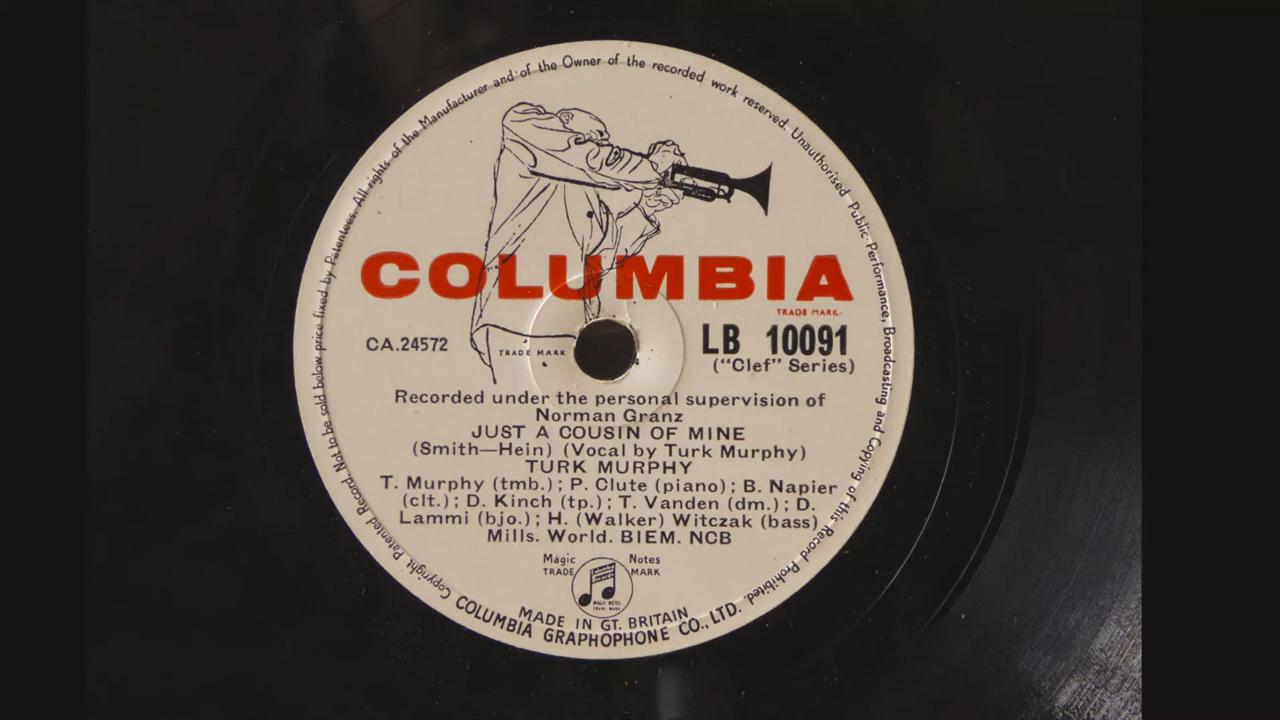 Copyright. Patented Record. Not to be sold below price fixed by Patentees. All rights of the Manufacturer and of the Owner of the recorded work reserved. Unauthorised Public Performance, Broadcasting and Copying of this Record Prohibited.
COLUMBIA
TRADE MARK.
CA.24572
LB 10091
TRADE MARK
("Clef" Series)
Recorded under the personal supervision of
Norman Granz
JUST A COUSIN OF MINE
(Smith—Hein) (Vocal by Turk Murphy)
TURK MURPHY
T. Murphy (tmb.); P. Clute (piano); B. Napier
(clt.); D. Kinch (tp.); T. Vanden (dm.); D.
Lammi (bjo.); H. (Walker) Witczak (bass)
Mills. World. BIEM. NCB
Magic Notes
TRADE MARK
MAGIC NOTES
TRADE MARK
MADE IN GT. BRITAIN
COLUMBIA GRAPHOPHONE CO., LTD.